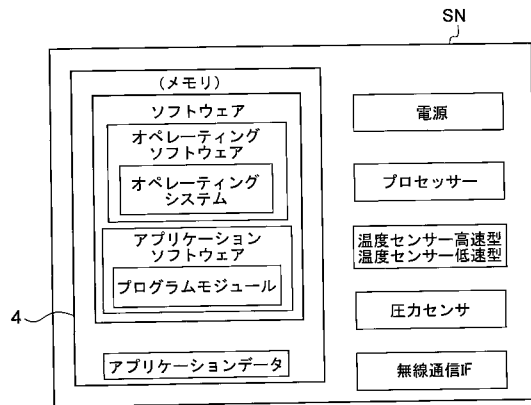 SN
(メモリ)
ソフトウェア
オペレーティング
ソフトウェア
オペレーティング
システム
アプリケーション
ソフトウェア
プログラムモジュール
アプリケーションデータ
4
電源
プロセッサー
温度センサー高速型
温度センサー低速型
圧力センサ
無線通信IF